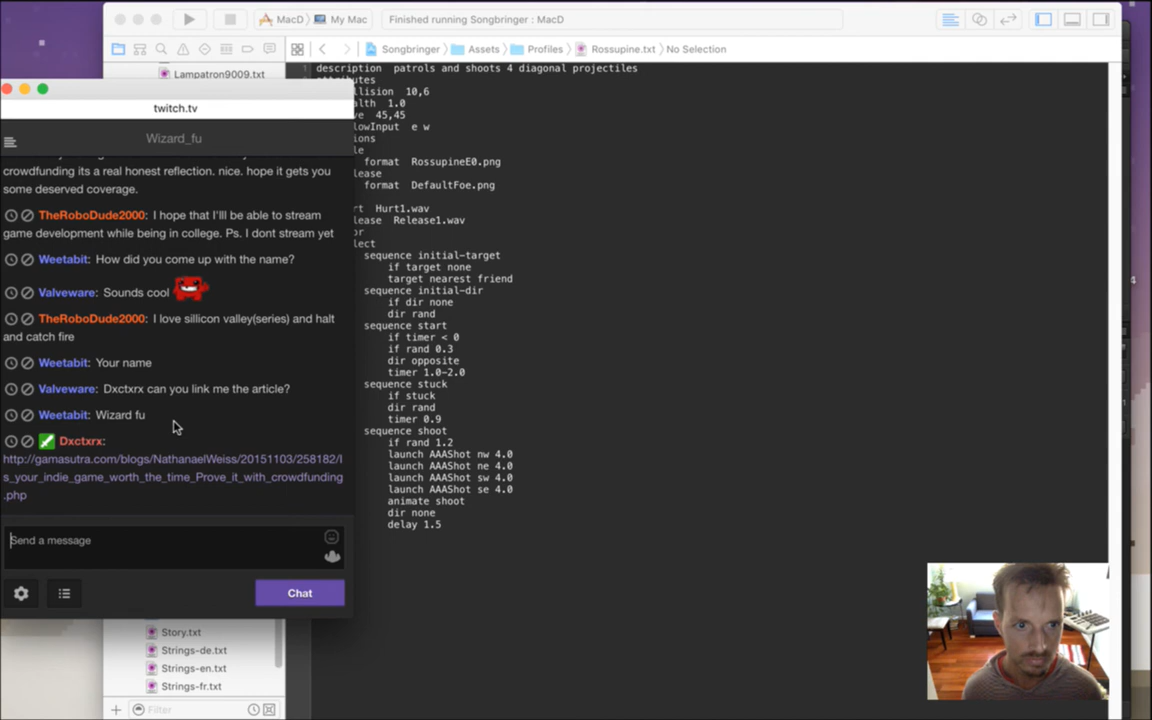 MacD
My Mac
Finished running Songbringer : MacD
Songbringer
Assets
Profiles
Rossupine.txt
No Selection
Lampatron9009.txt
description patrols and shoots 4 diagonal projectiles
10,6
1.0
45,45
e w
format RossupineE0.png
format DefaultFoe.png
Hurt1.wav
Release1.wav
sequence initial-target
if target none
target nearest friend
sequence initial-dir
if dir none
dir rand
sequence start
if timer < 0
if rand 0.3
dir opposite
timer 1.0-2.0
sequence stuck
if stuck
dir rand
timer 0.9
sequence shoot
if rand 1.2
launch AAAShot nw 4.0
launch AAAShot ne 4.0
launch AAAShot sw 4.0
launch AAAShot se 4.0
animate shoot
dir none
delay 1.5
twitch.tv
Wizard_fu
crowdfunding its a real honest reflection. nice. hope it gets you
some deserved coverage.
TheRoboDude2000: I hope that I'lll be able to stream
game development while being in college. Ps. I dont stream yet
Weetabit: How did you come up with the name?
Valveware: Sounds cool
TheRoboDude2000: I love sillicon valley(series) and halt
and catch fire
Weetabit: Your name
Valveware: Dxctxrx can you link me the article?
Weetabit: Wizard fu
Dxctxrx:
http://gamasutra.com/blogs/NathanaelWeiss/20151103/258182/I
s_your_indie_game_worth_the_time_Prove_it_with_crowdfunding
.php
Send a message
Chat
Story.txt
Strings-de.txt
Strings-en.txt
Strings-fr.txt
Filter